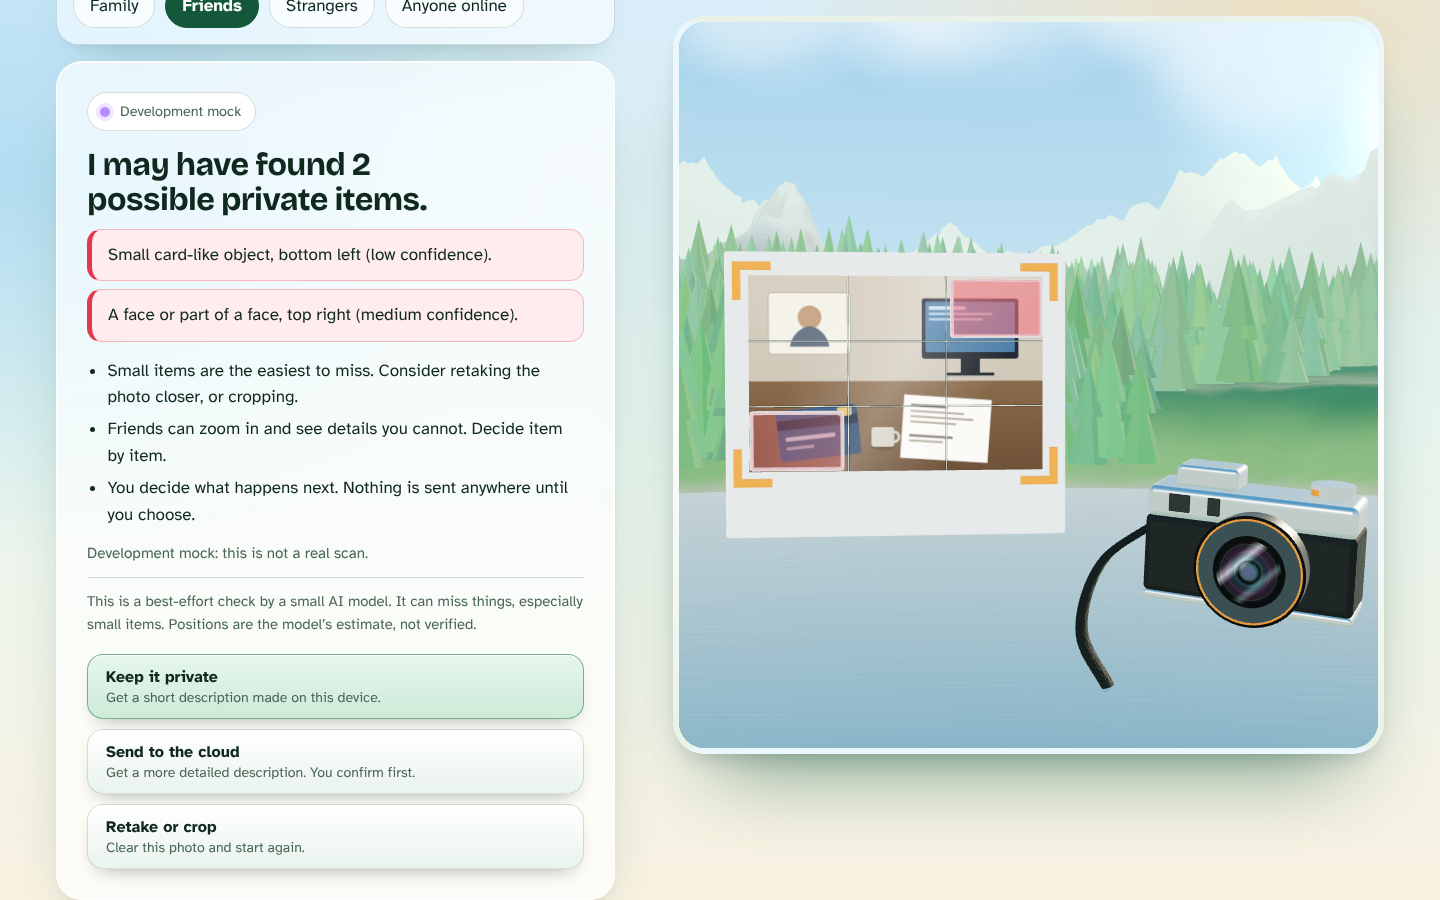 Family Friends Strangers Anyone online
Development mock
I may have found 2
possible private items.
Small card-like object, bottom left (low confidence).
A face or part of a face, top right (medium confidence).
• Small items are the easiest to miss. Consider retaking the
photo closer, or cropping.
• Friends can zoom in and see details you cannot. Decide item
by item.
• You decide what happens next. Nothing is sent anywhere until
you choose.
Development mock: this is not a real scan.
This is a best-effort check by a small AI model. It can miss things, especially
small items. Positions are the model’s estimate, not verified.
Keep it private
Get a short description made on this device.
Send to the cloud
Get a more detailed description. You confirm first.
Retake or crop
Clear this photo and start again.